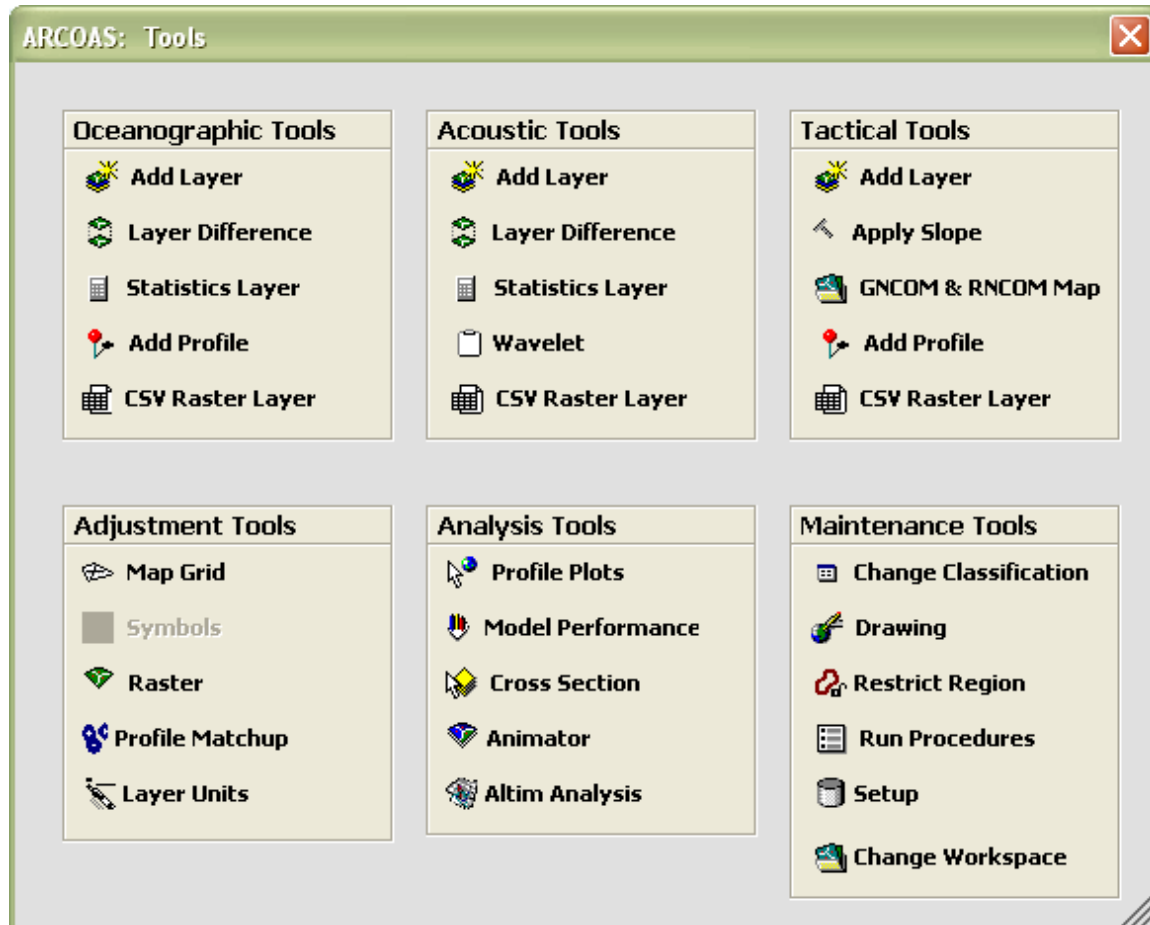 ARCOAS: Tools
Oceanographic Tools
Add Layer
Layer Difference
Statistics Layer
Add Profile
CSV Raster Layer
Acoustic Tools
Add Layer
Layer Difference
Statistics Layer
Wavelet
CSV Raster Layer
Tactical Tools
Add Layer
Apply Slope
GNCOM & RNCOM Map
Add Profile
CSV Raster Layer
Adjustment Tools
Map Grid
Symbols
Raster
Profile Matchup
Layer Units
Analysis Tools
Profile Plots
Model Performance
Cross Section
Animator
Altim Analysis
Maintenance Tools
Change Classification
Drawing
Restrict Region
Run Procedures
Setup
Change Workspace